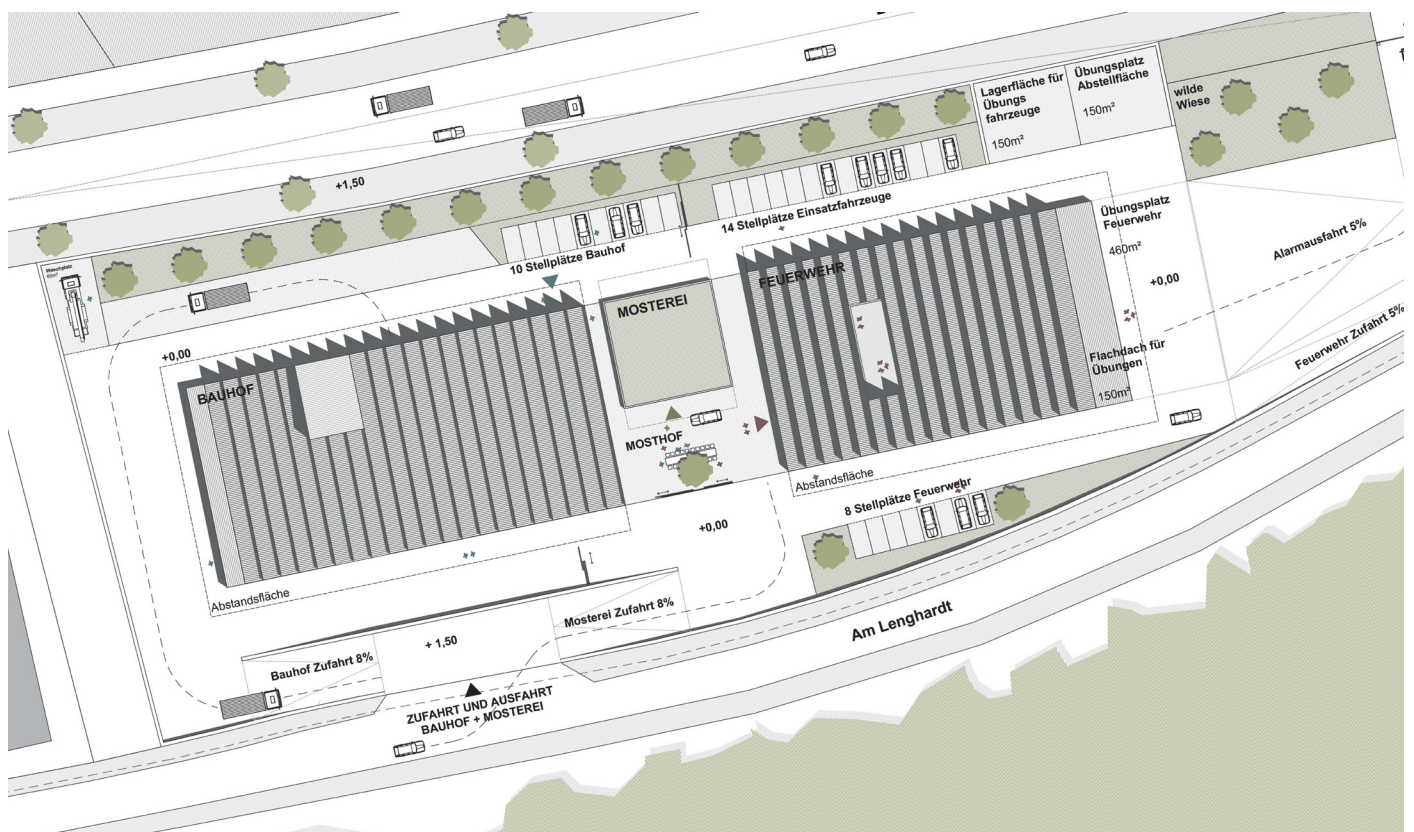 Lagerfläche für
Übungs
fahrzeuge
150m²
Übungsplatz
Abstellfläche
150m²
wilde
Wiese
+1,50
14 Stellplätze Einsatzfahrzeuge
10 Stellplätze Bauhof
Waschplatz
60m²
+0,00
BAUHOF
MOSTEREI
FEUERWEHR
Übungsplatz
Feuerwehr
460m²
Alarmausfahrt 5%
+0,00
Feuerwehr Zufahrt 5%
Flachdach für
Übungen
150m²
MOSTHOF
Abstandsfläche
8 Stellplätze Feuerwehr
+0,00
Abstandsfläche
Mosterei Zufahrt 8%
+ 1,50
Bauhof Zufahrt 8%
Am Lenghardt
ZUFAHRT UND AUSFAHRT
BAUHOF + MOSTEREI